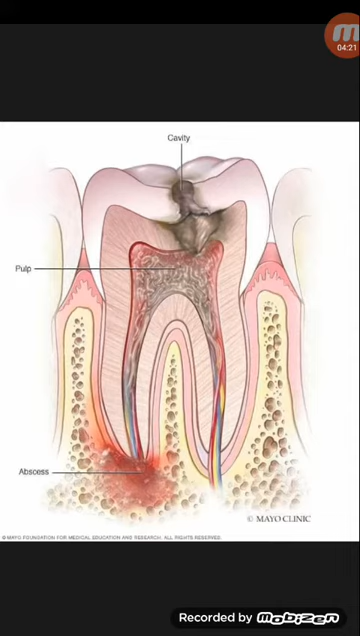 04:21
Cavity
Pulp
Abscess
© MAYO CLINIC
© MAYO FOUNDATION FOR MEDICAL EDUCATION AND RESEARCH. ALL RIGHTS RESERVED.
Recorded by Mobizen